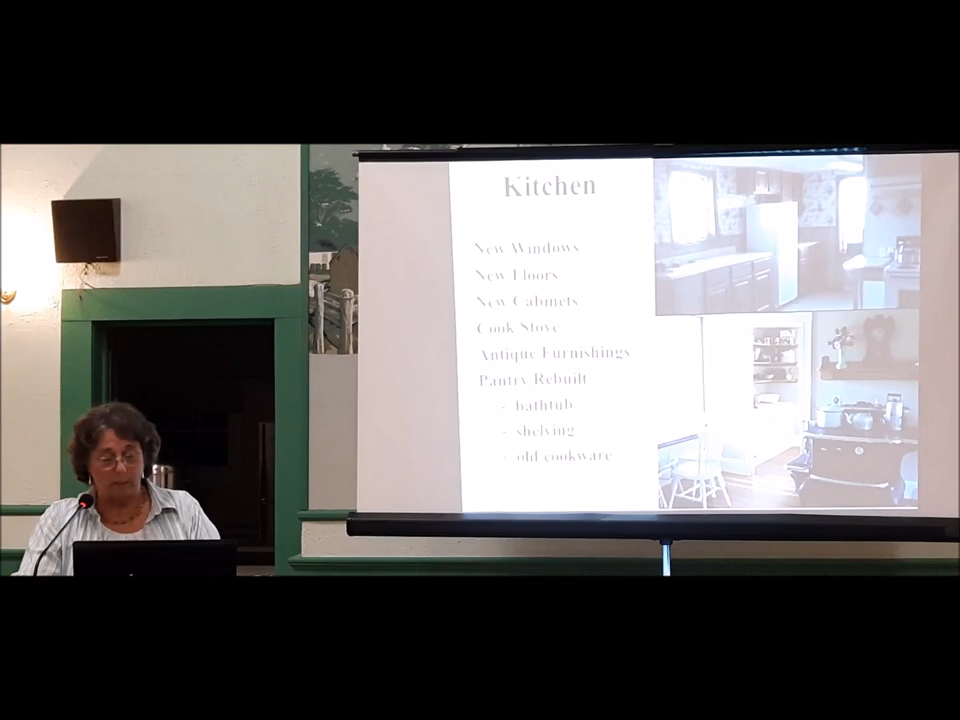 Kitchen
New Windows
New Floors
New Cabinets
Cook Stove
Antique Furnishings
Pantry Rebuilt
- bathtub
- shelving
- old cookware